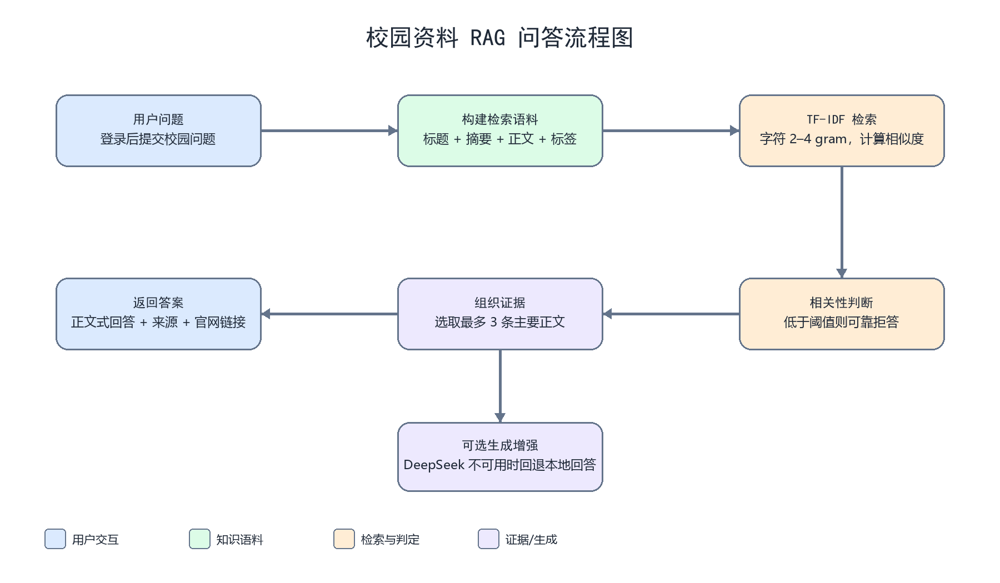 校园资料 RAG 问答流程图
用户问题
登录后提交校园问题
构建检索语料
标题 + 摘要 + 正文 + 标签
TF-IDF 检索
字符 2–4 gram，计算相似度
返回答案
正文式回答 + 来源 + 官网链接
组织证据
选取最多 3 条主要正文
相关性判断
低于阈值则可靠拒答
可选生成增强
DeepSeek 不可用时回退本地回答
用户交互
知识语料
检索与判定
证据/生成